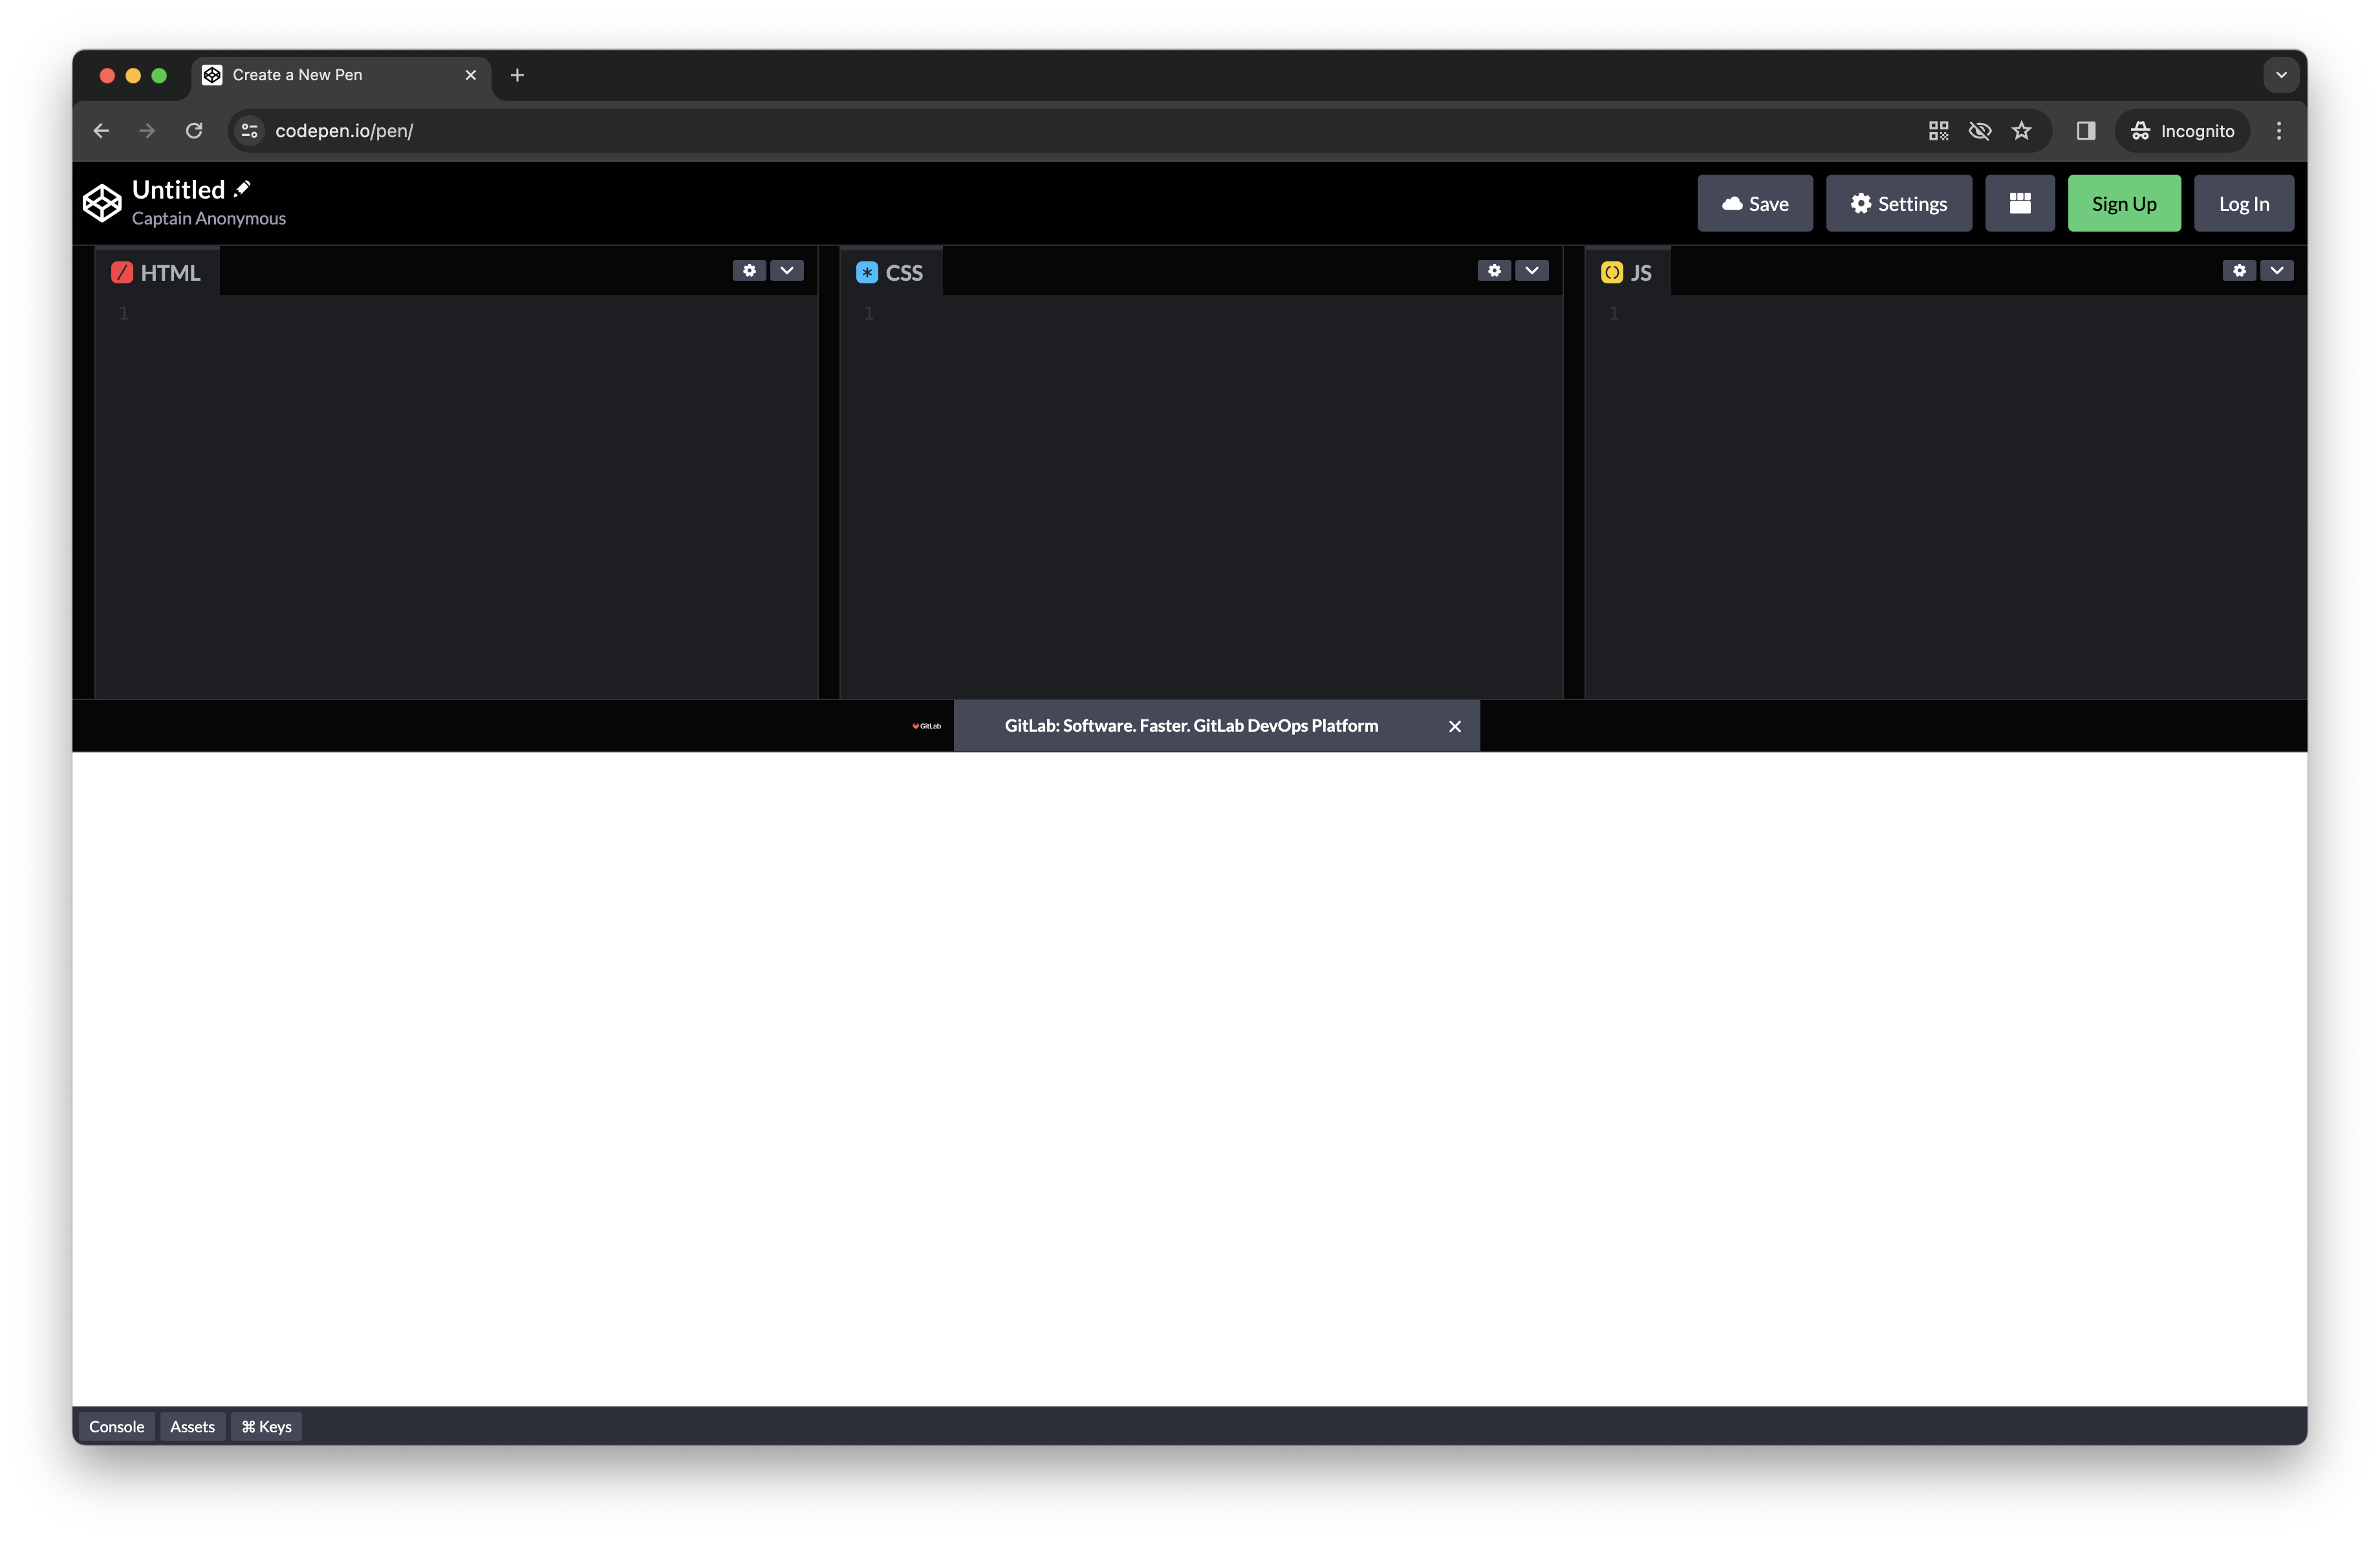 Create a New Pen
codepen.io/pen/
Incognito
Untitled
Captain Anonymous
Save
Settings
Sign Up
Log In
HTML
CSS
JS
1
1
1
GitLab
GitLab: Software. Faster. GitLab DevOps Platform
Console
Assets
⌘ Keys